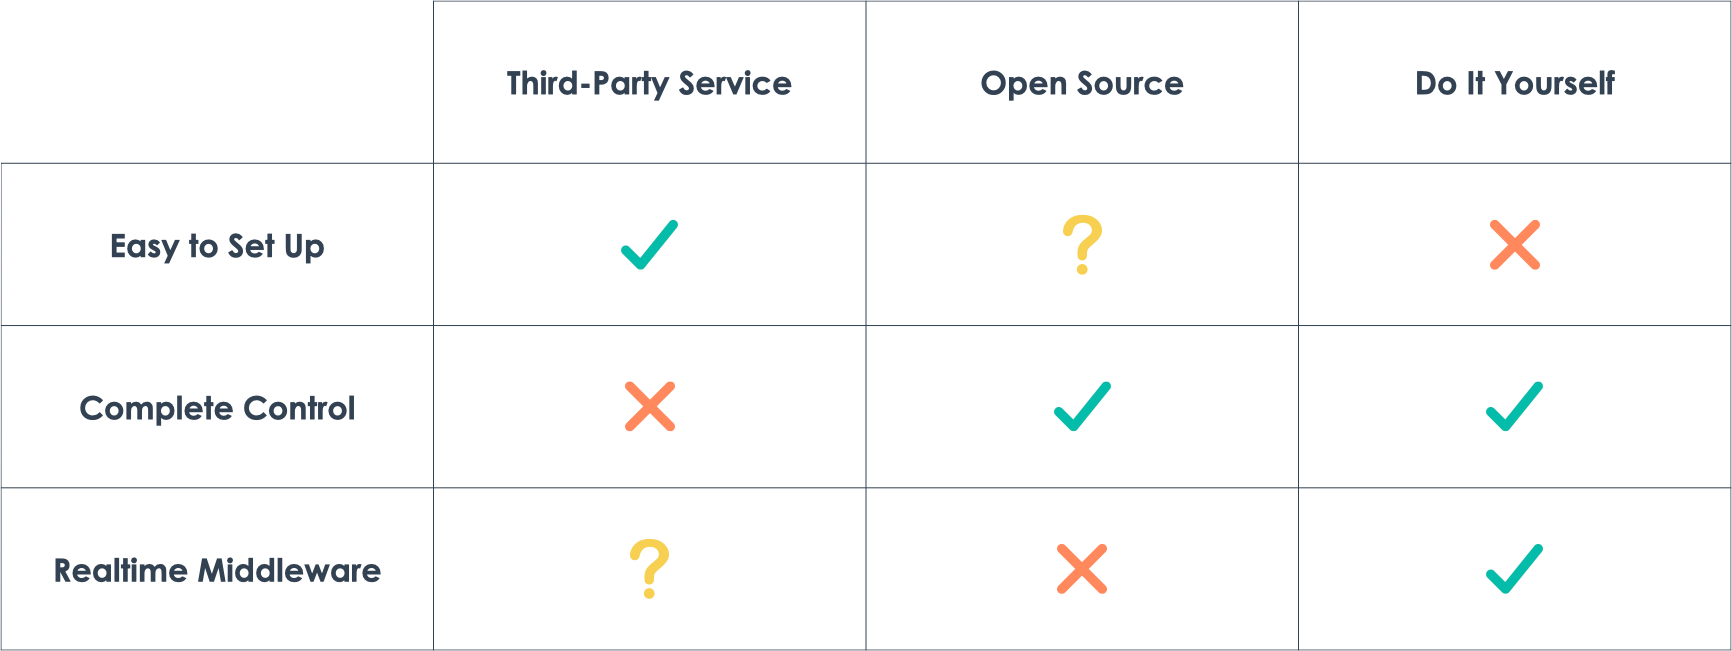 Third-Party Service
Open Source
Do It Yourself
Easy to Set Up
?
Complete Control
Realtime Middleware
?